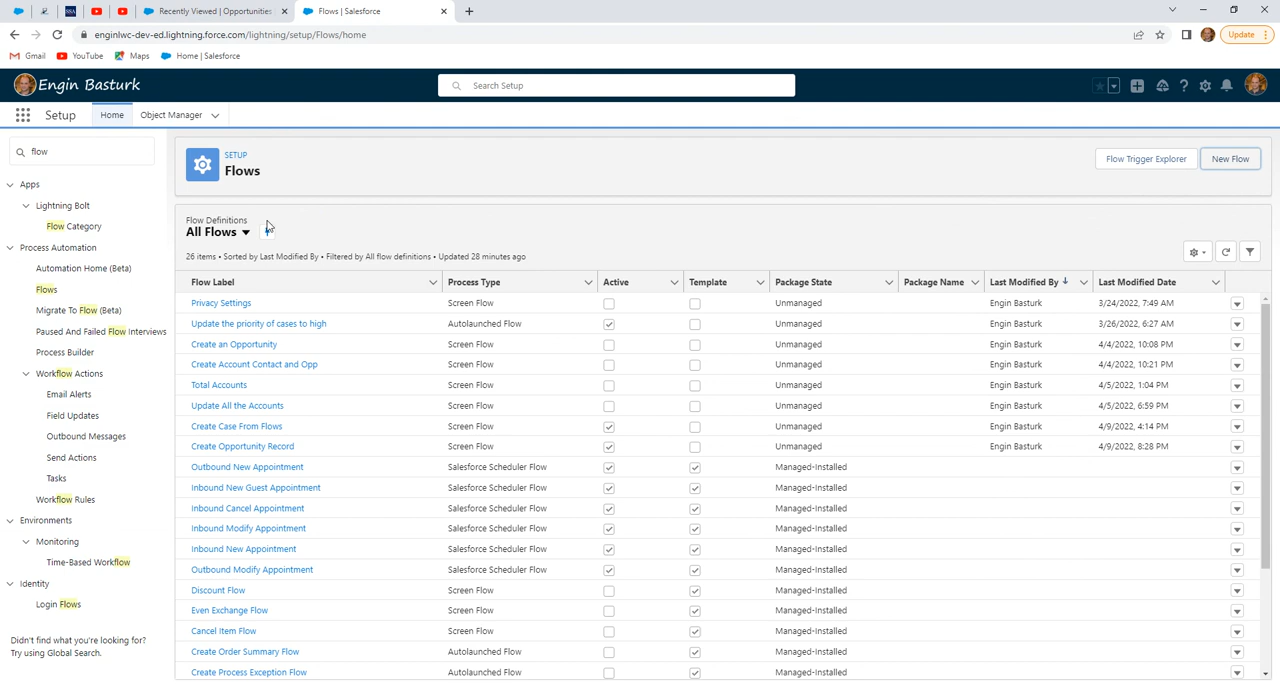 Recently Viewed | Opportunities
Flows | Salesforce
enginlwc-dev-ed.lightning.force.com/lightning/setup/Flows/home
Update
Gmail YouTube Maps Home | Salesforce
Engin Basturk
Search Setup
Setup Home Object Manager
flow
Apps
Lightning Bolt
Flow Category
Process Automation
Automation Home (Beta)
Flows
Migrate To Flow (Beta)
Paused And Failed Flow Interviews
Process Builder
Workflow Actions
Email Alerts
Field Updates
Outbound Messages
Send Actions
Tasks
Workflow Rules
Environments
Monitoring
Time-Based Workflow
Identity
Login Flows
Didn't find what you're looking for?
Try using Global Search.
SETUP
Flows
Flow Trigger Explorer New Flow
Flow Definitions
All Flows
26 items • Sorted by Last Modified By • Filtered by All flow definitions • Updated 28 minutes ago
Flow Label Process Type Active Template Package State Package Name Last Modified By Last Modified Date
Privacy Settings Screen Flow Unmanaged Engin Basturk 3/24/2022, 7:49 AM
Update the priority of cases to high Autolaunched Flow Unmanaged Engin Basturk 3/26/2022, 6:27 AM
Create an Opportunity Screen Flow Unmanaged Engin Basturk 4/4/2022, 10:08 PM
Create Account Contact and Opp Screen Flow Unmanaged Engin Basturk 4/4/2022, 10:21 PM
Total Accounts Screen Flow Unmanaged Engin Basturk 4/5/2022, 1:04 PM
Update All the Accounts Screen Flow Unmanaged Engin Basturk 4/5/2022, 6:59 PM
Create Case From Flows Screen Flow Unmanaged Engin Basturk 4/9/2022, 4:14 PM
Create Opportunity Record Screen Flow Unmanaged Engin Basturk 4/9/2022, 8:28 PM
Outbound New Appointment Salesforce Scheduler Flow Managed-Installed
Inbound New Guest Appointment Salesforce Scheduler Flow Managed-Installed
Inbound Cancel Appointment Salesforce Scheduler Flow Managed-Installed
Inbound Modify Appointment Salesforce Scheduler Flow Managed-Installed
Inbound New Appointment Salesforce Scheduler Flow Managed-Installed
Outbound Modify Appointment Salesforce Scheduler Flow Managed-Installed
Discount Flow Screen Flow Managed-Installed
Even Exchange Flow Screen Flow Managed-Installed
Cancel Item Flow Screen Flow Managed-Installed
Create Order Summary Flow Autolaunched Flow Managed-Installed
Create Process Exception Flow Autolaunched Flow Managed-Installed